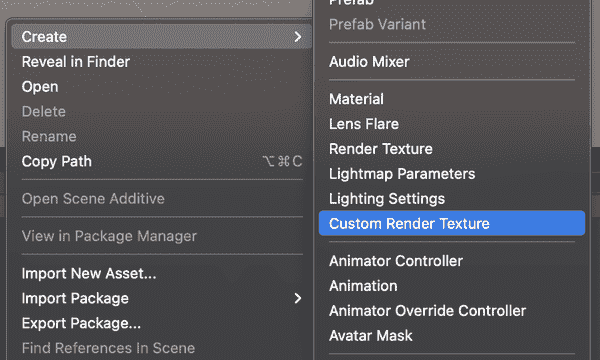 Create
Reveal in Finder
Open
Delete
Rename
Copy Path ⌥⌘C
Open Scene Additive
View in Package Manager
Import New Asset...
Import Package
Export Package...
Find References In Scene
Prefab
Prefab Variant
Audio Mixer
Material
Lens Flare
Render Texture
Lightmap Parameters
Lighting Settings
Custom Render Texture
Animator Controller
Animation
Animator Override Controller
Avatar Mask